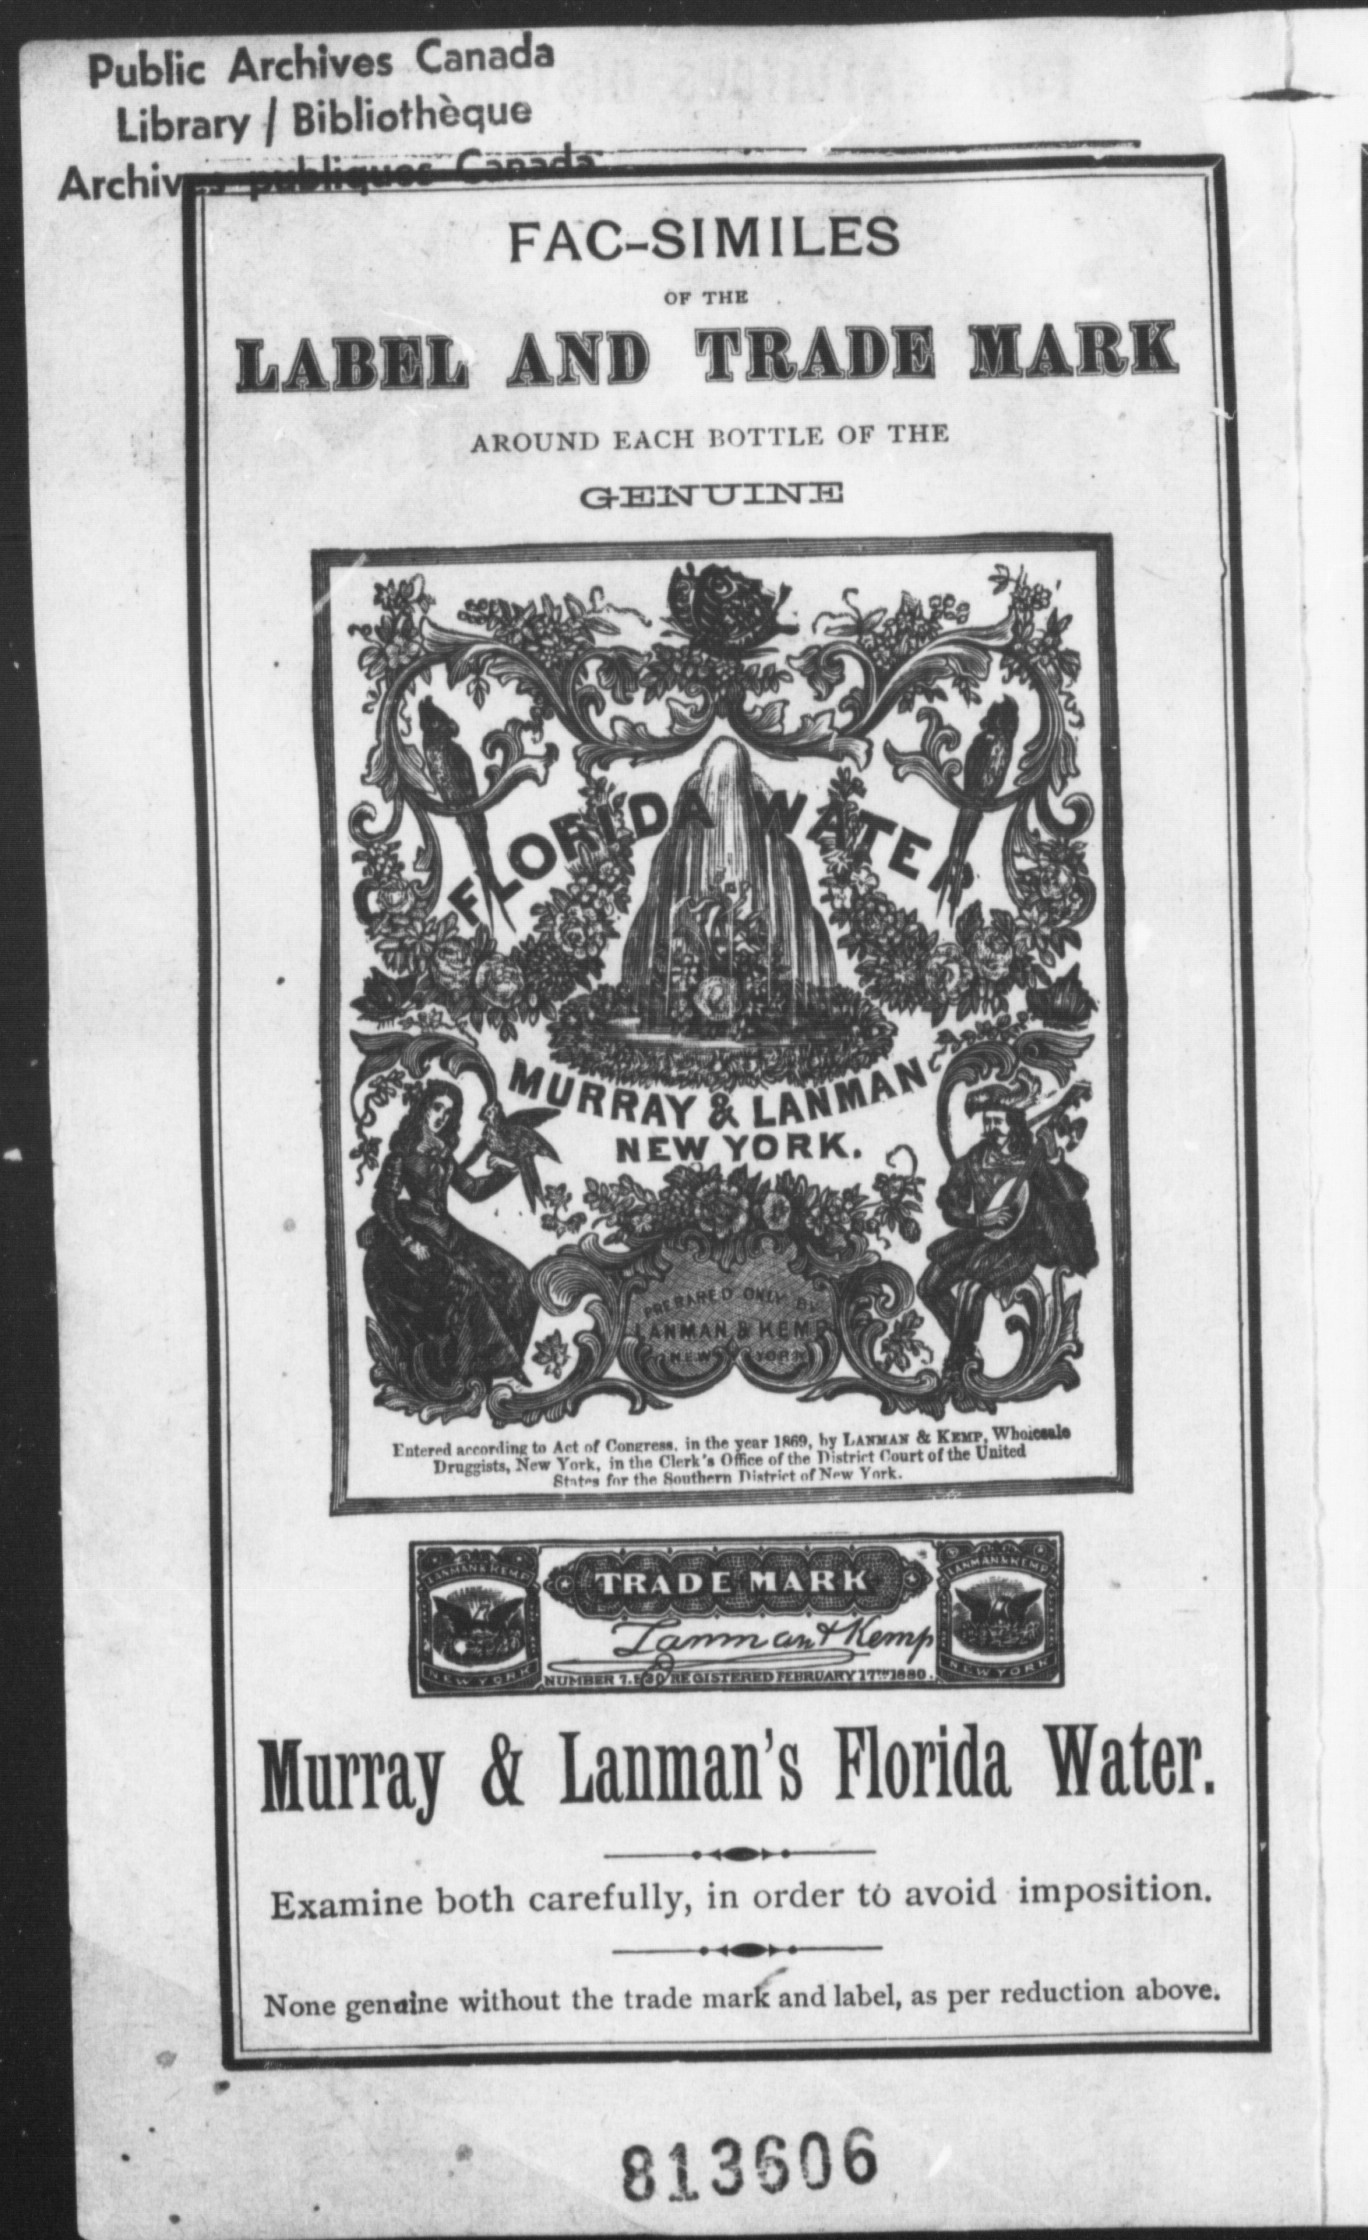 Public Archives Canada
Library / Bibliothèque
Archives publiques Canada
FAC-SIMILES
OF THE
LABEL AND TRADE MARK
AROUND EACH BOTTLE OF THE
GENUINE
FLORIDA WATER
MURRAY & LANMAN
NEW YORK.
PREPARED ONLY BY
LANMAN & KEMP
NEW YORK
Entered according to Act of Congress, in the year 1869, by LANMAN & KEMP, Wholesale
Druggists, New York, in the Clerk's Office of the District Court of the United
States for the Southern District of New York.
LANMAN & KEMP
NEW YORK
TRADE MARK
Lanman & Kemp
REGISTERED FEBRUARY 17TH 1880.
LANMAN & KEMP
NEW YORK
Murray & Lanman's Florida Water.
Examine both carefully, in order to avoid imposition.
None genuine without the trade mark and label, as per reduction above.
813606